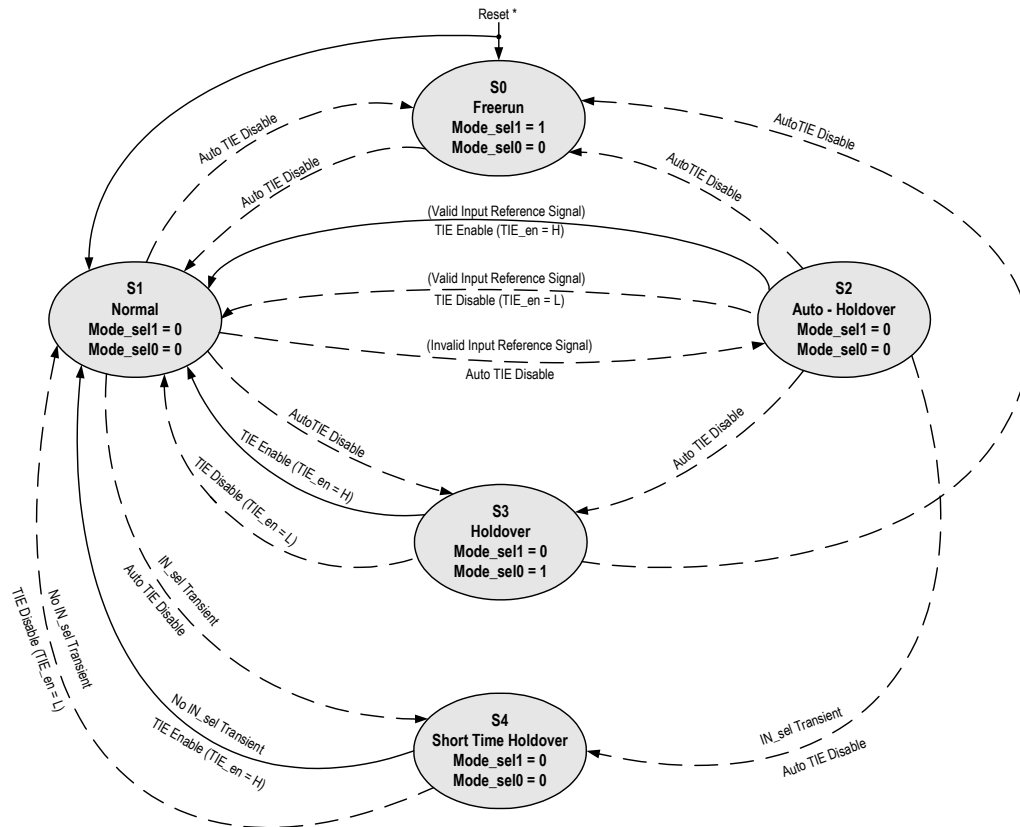 Reset *
S0
Freerun
Mode_sel1 = 1
Mode_sel0 = 0
Auto TIE Disable
Auto TIE Disable
AutoTIE Disable
AutoTIE Disable
(Valid Input Reference Signal)
TIE Enable (TIE_en = H)
S1
Normal
Mode_sel1 = 0
Mode_sel0 = 0
(Valid Input Reference Signal)
TIE Disable (TIE_en = L)
S2
Auto - Holdover
Mode_sel1 = 0
Mode_sel0 = 0
(Invalid Input Reference Signal)
Auto TIE Disable
AutoTIE Disable
TIE Enable (TIE_en = H)
TIE Disable (TIE_en = L)
Auto TIE Disable
S3
Holdover
Mode_sel1 = 0
Mode_sel0 = 1
IN_sel Transient
Auto TIE Disable
No IN_sel Transient
TIE Disable (TIE_en = L)
No IN_sel Transient
TIE Enable (TIE_en = H)
S4
Short Time Holdover
Mode_sel1 = 0
Mode_sel0 = 0
IN_sel Transient
Auto TIE Disable